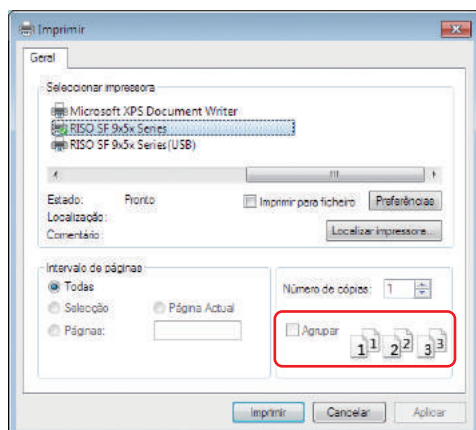 Imprimir
Geral
Seleccionar impressora
Microsoft XPS Document Writer
RISO SF 9x5x Series
RISO SF 9x5x Series(USB)
Estado: Pronto
Imprimir para ficheiro Preferências
Localização:
Comentário:
Localizar impressora...
Intervalo de páginas
Todas
Selecção Página Actual
Páginas:
Número de cópias: 1
Agrupar
1 1 2 2 3 3
Imprimir Cancelar Aplicar